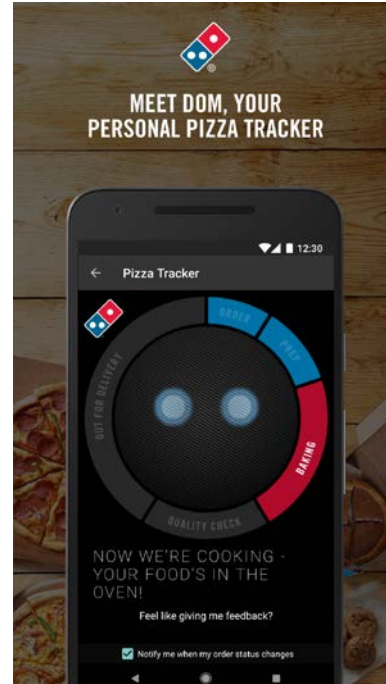 MEET DOM, YOUR
PERSONAL PIZZA TRACKER
12:30
Pizza Tracker
ORDER
PREP
BAKING
QUALITY CHECK
OUT FOR DELIVERY
NOW WE'RE COOKING -
YOUR FOOD'S IN THE
OVEN!
Feel like giving me feedback?
Notify me when my order status changes